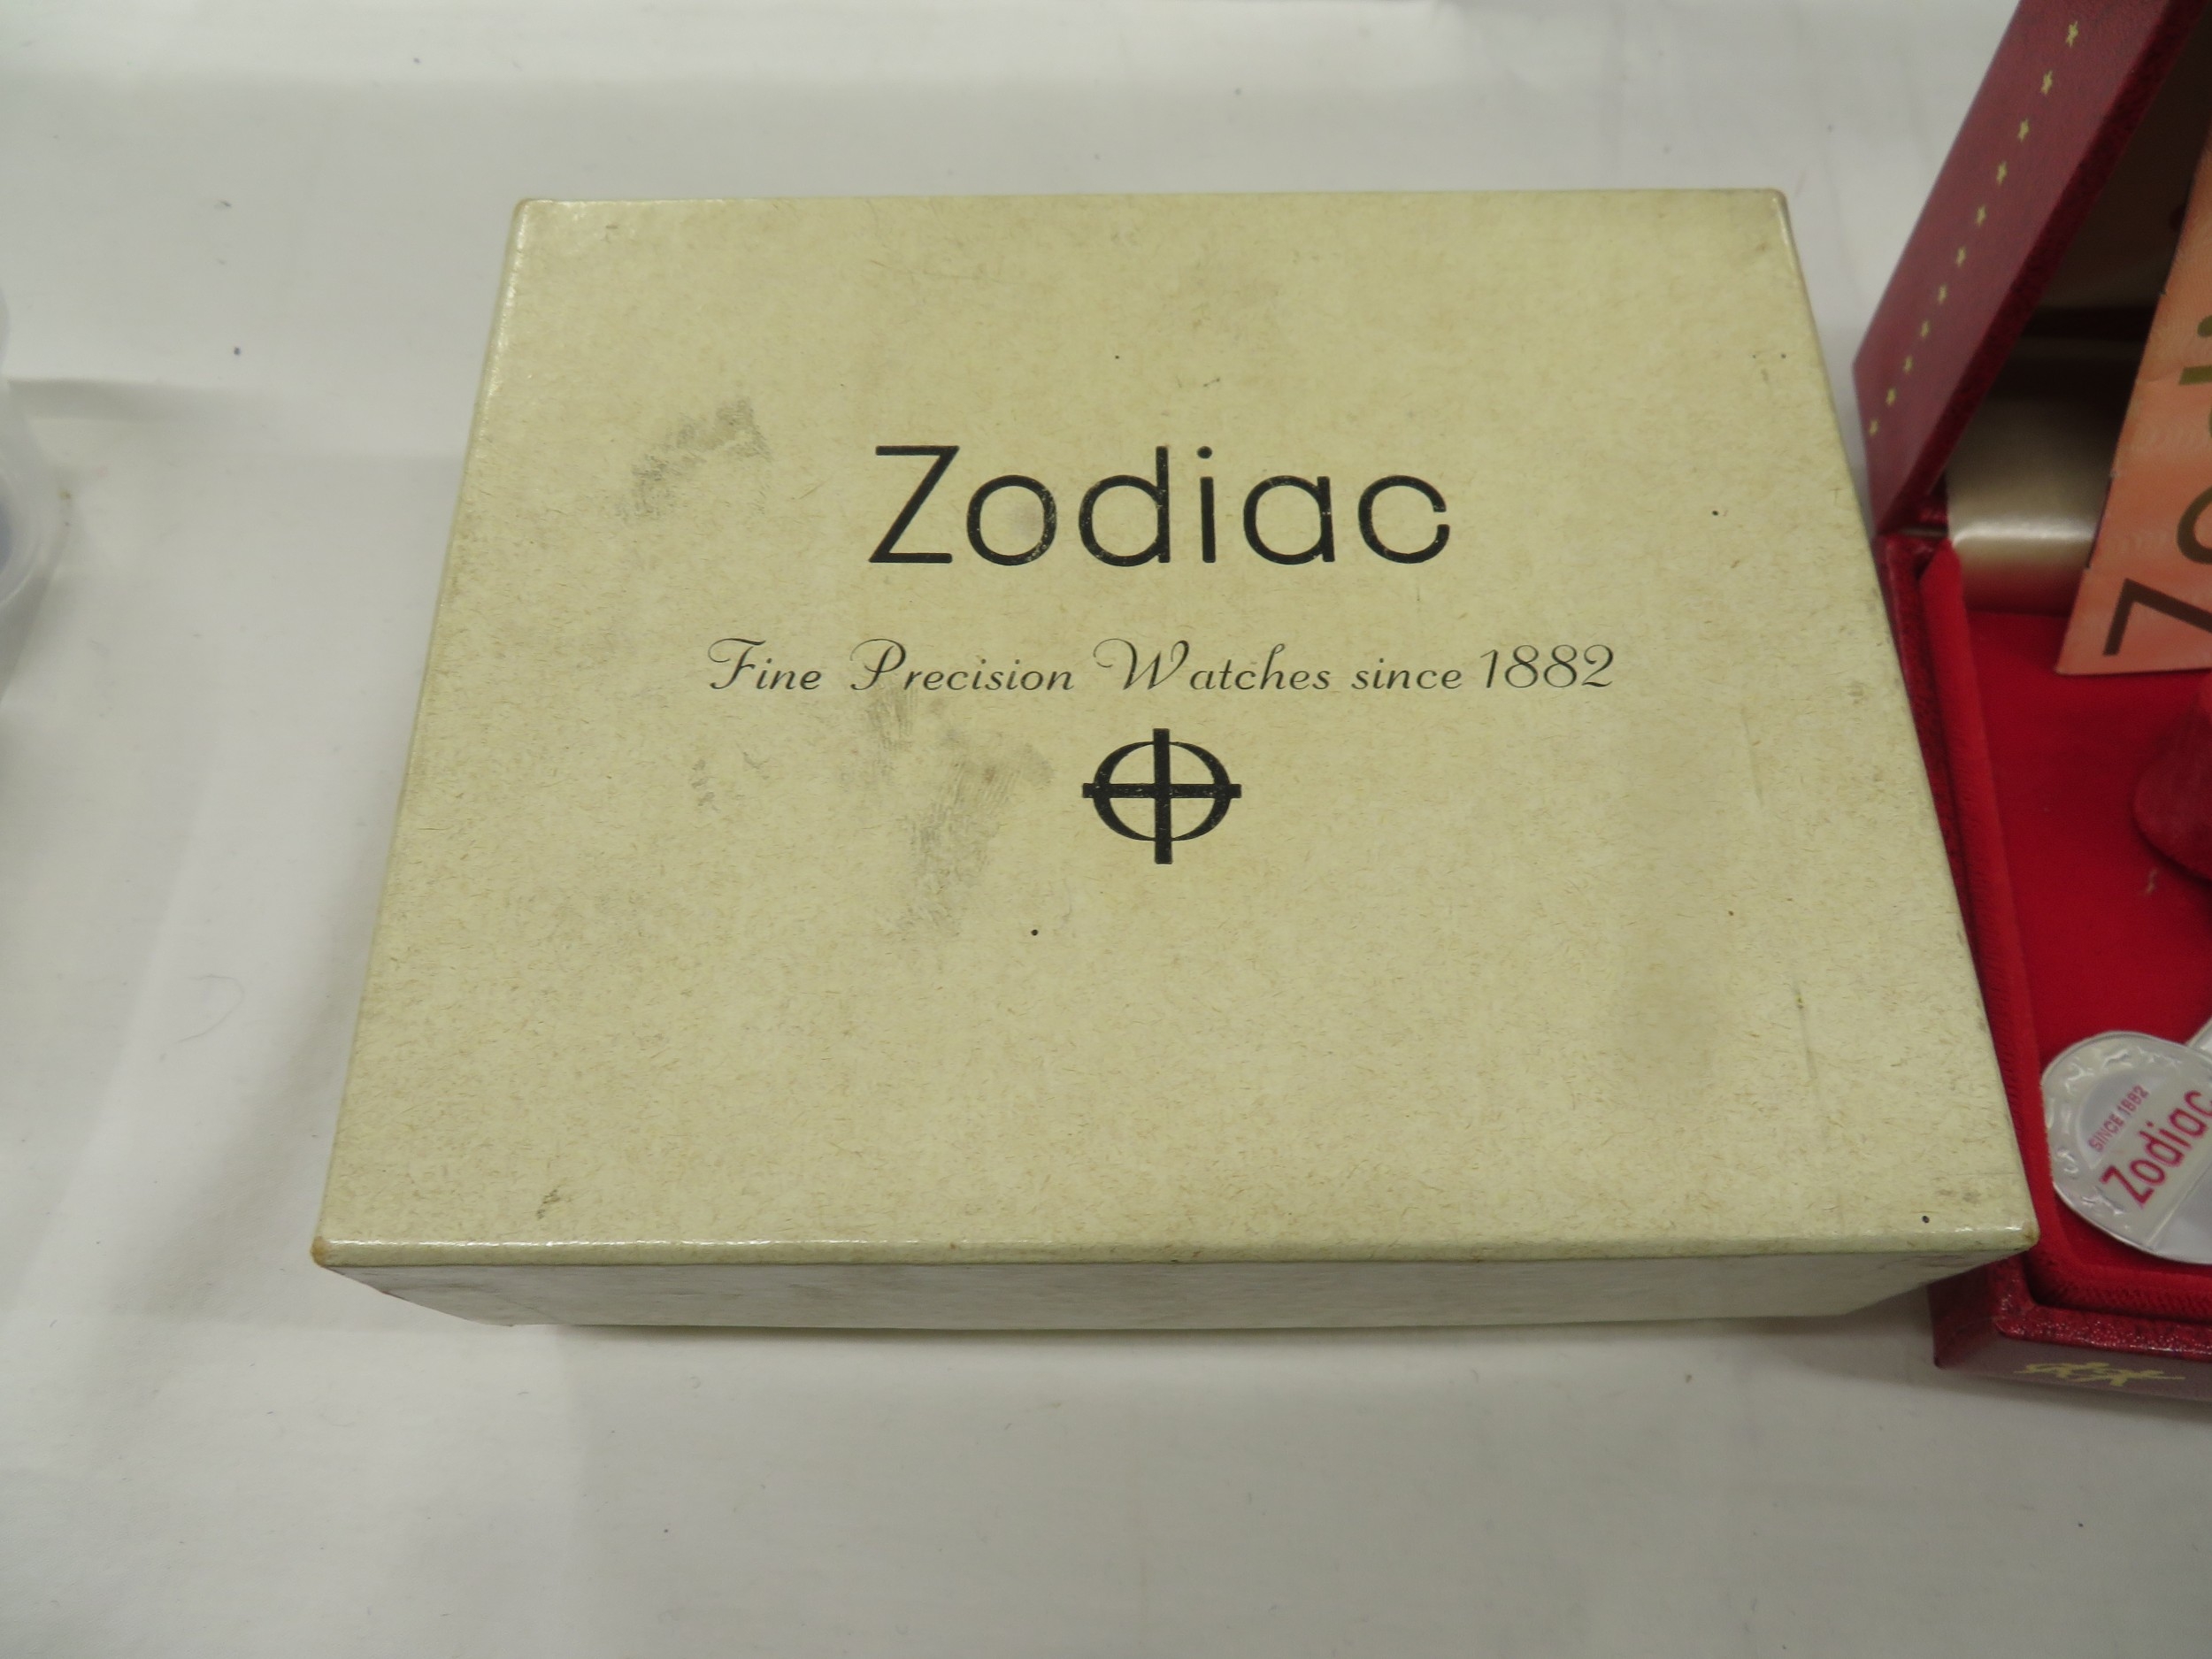 Zodiac
Fine Precision Watches since 1882
SINCE 1882
Zodiac